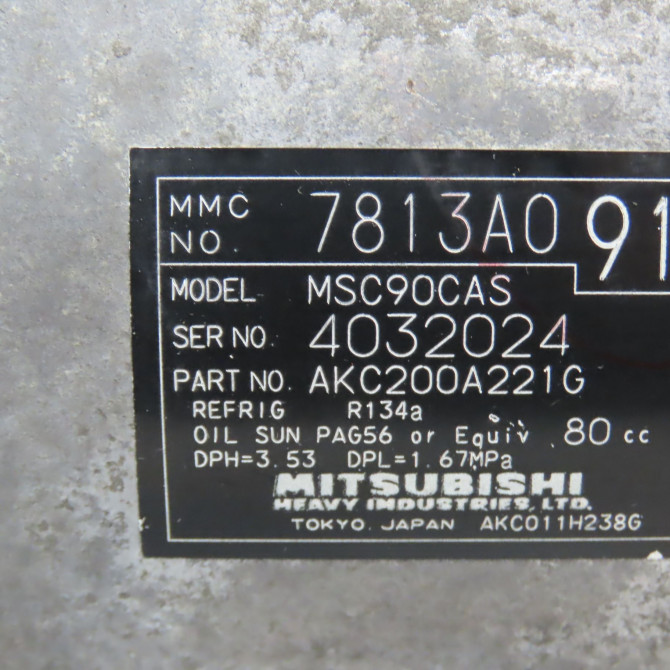 MMC NO. 7813A091
MODEL MSC90CAS
SER NO. 4032024
PART NO. AKC200A221G
REFRIG R134a
OIL SUN PAG56 or Equiv. 80 cc
DPH=3.53 DPL=1.67MPa
MITSUBISHI
HEAVY INDUSTRIES, LTD.
TOKYO. JAPAN AKC011H238G